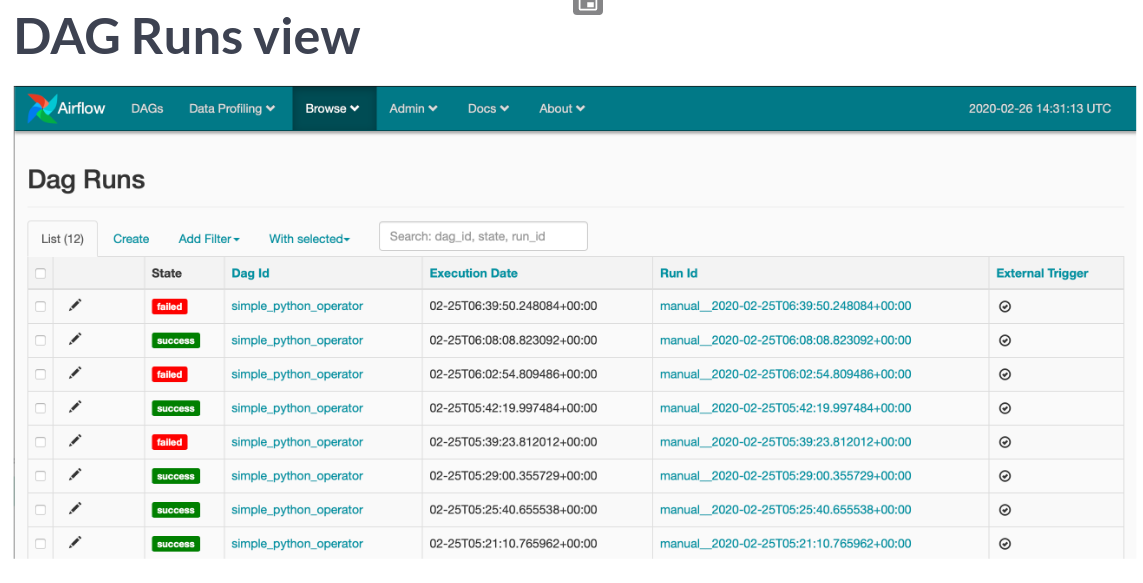 DAG Runs view
Airflow DAGs Data Profiling Browse Admin Docs About 2020-02-26 14:31:13 UTC
Dag Runs
List (12) Create Add Filter With selected Search: dag_id, state, run_id
State Dag Id Execution Date Run Id External Trigger
failed simple_python_operator 02-25T06:39:50.248084+00:00 manual__2020-02-25T06:39:50.248084+00:00
success simple_python_operator 02-25T06:08:08.823092+00:00 manual__2020-02-25T06:08:08.823092+00:00
failed simple_python_operator 02-25T06:02:54.809486+00:00 manual__2020-02-25T06:02:54.809486+00:00
success simple_python_operator 02-25T05:42:19.997484+00:00 manual__2020-02-25T05:42:19.997484+00:00
failed simple_python_operator 02-25T05:39:23.812012+00:00 manual__2020-02-25T05:39:23.812012+00:00
success simple_python_operator 02-25T05:29:00.355729+00:00 manual__2020-02-25T05:29:00.355729+00:00
success simple_python_operator 02-25T05:25:40.655538+00:00 manual__2020-02-25T05:25:40.655538+00:00
success simple_python_operator 02-25T05:21:10.765962+00:00 manual__2020-02-25T05:21:10.765962+00:00